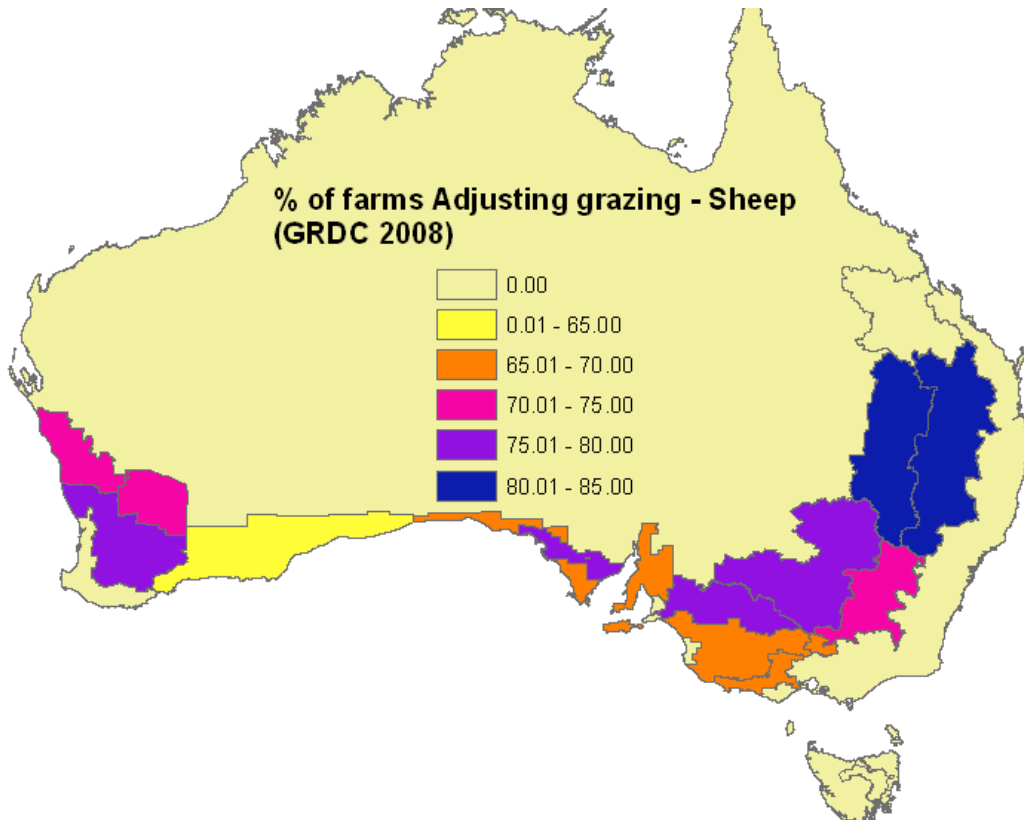 % of farms Adjusting grazing - Sheep
(GRDC 2008)
0.00
0.01 - 65.00
65.01 - 70.00
70.01 - 75.00
75.01 - 80.00
80.01 - 85.00